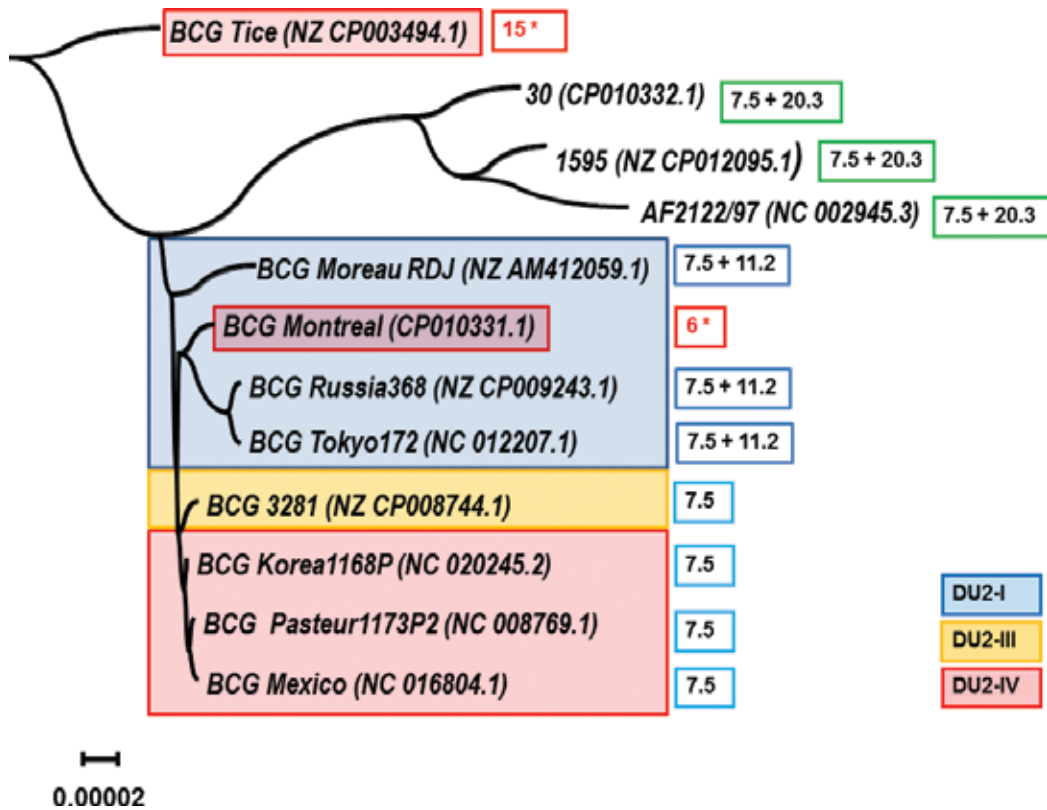 BCG Tice (NZ CP003494.1) 15 *
30 (CP010332.1) 7.5 + 20.3
1595 (NZ CP012095.1) 7.5 + 20.3
AF2122/97 (NC 002945.3) 7.5 + 20.3
BCG Moreau RDJ (NZ AM412059.1) 7.5 + 11.2
BCG Montreal (CP010331.1) 6 *
BCG Russia368 (NZ CP009243.1) 7.5 + 11.2
BCG Tokyo172 (NC 012207.1) 7.5 + 11.2
BCG 3281 (NZ CP008744.1) 7.5
BCG Korea1168P (NC 020245.2) 7.5
BCG Pasteur1173P2 (NC 008769.1) 7.5
BCG Mexico (NC 016804.1) 7.5
DU2-I
DU2-III
DU2-IV
0.00002